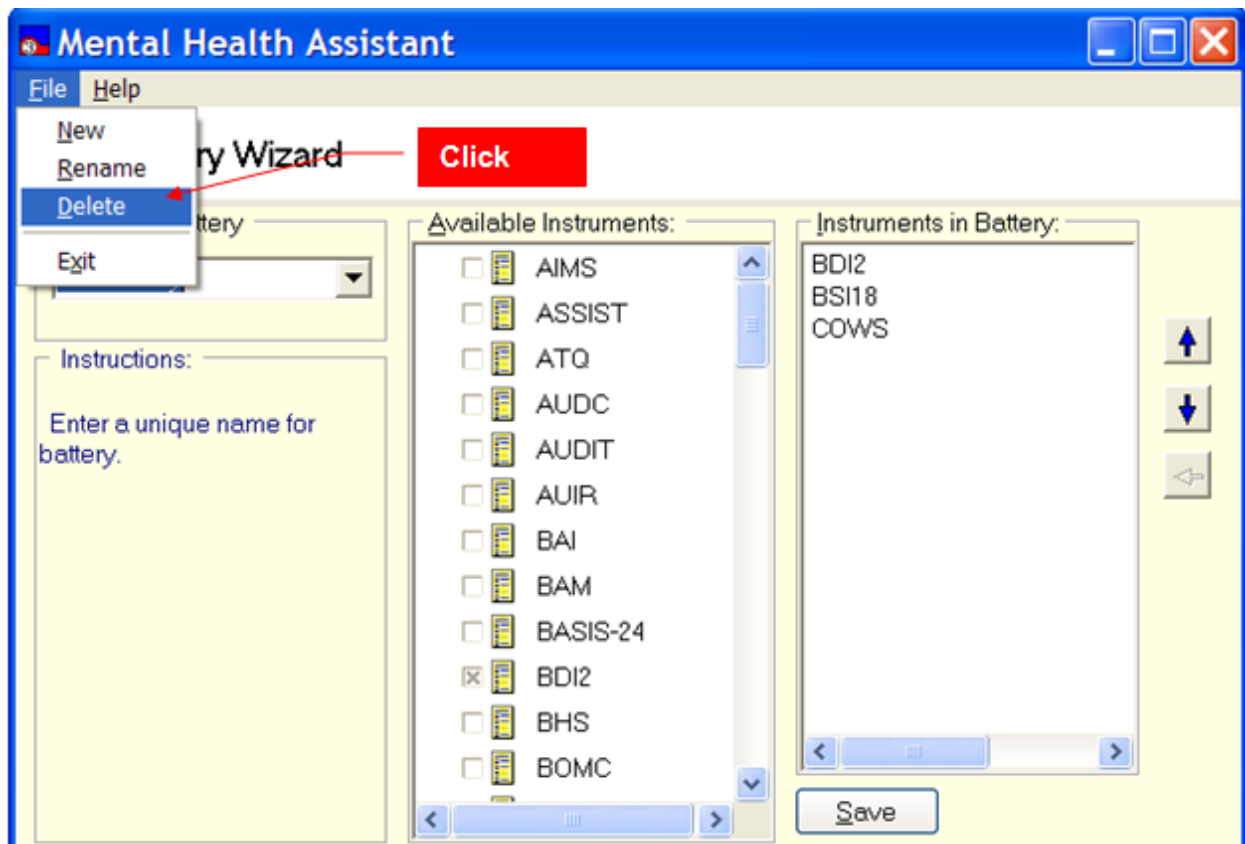 Mental Health Assistant
File Help
New
Rename
Delete
Exit
ry Wizard
Click
ttery
Available Instruments:
Instruments in Battery:
Instructions:
Enter a unique name for
battery.
AIMS
ASSIST
ATQ
AUDC
AUDIT
AUIR
BAI
BAM
BASIS-24
BDI2
BHS
BOMC
BDI2
BSI18
COWS
Save